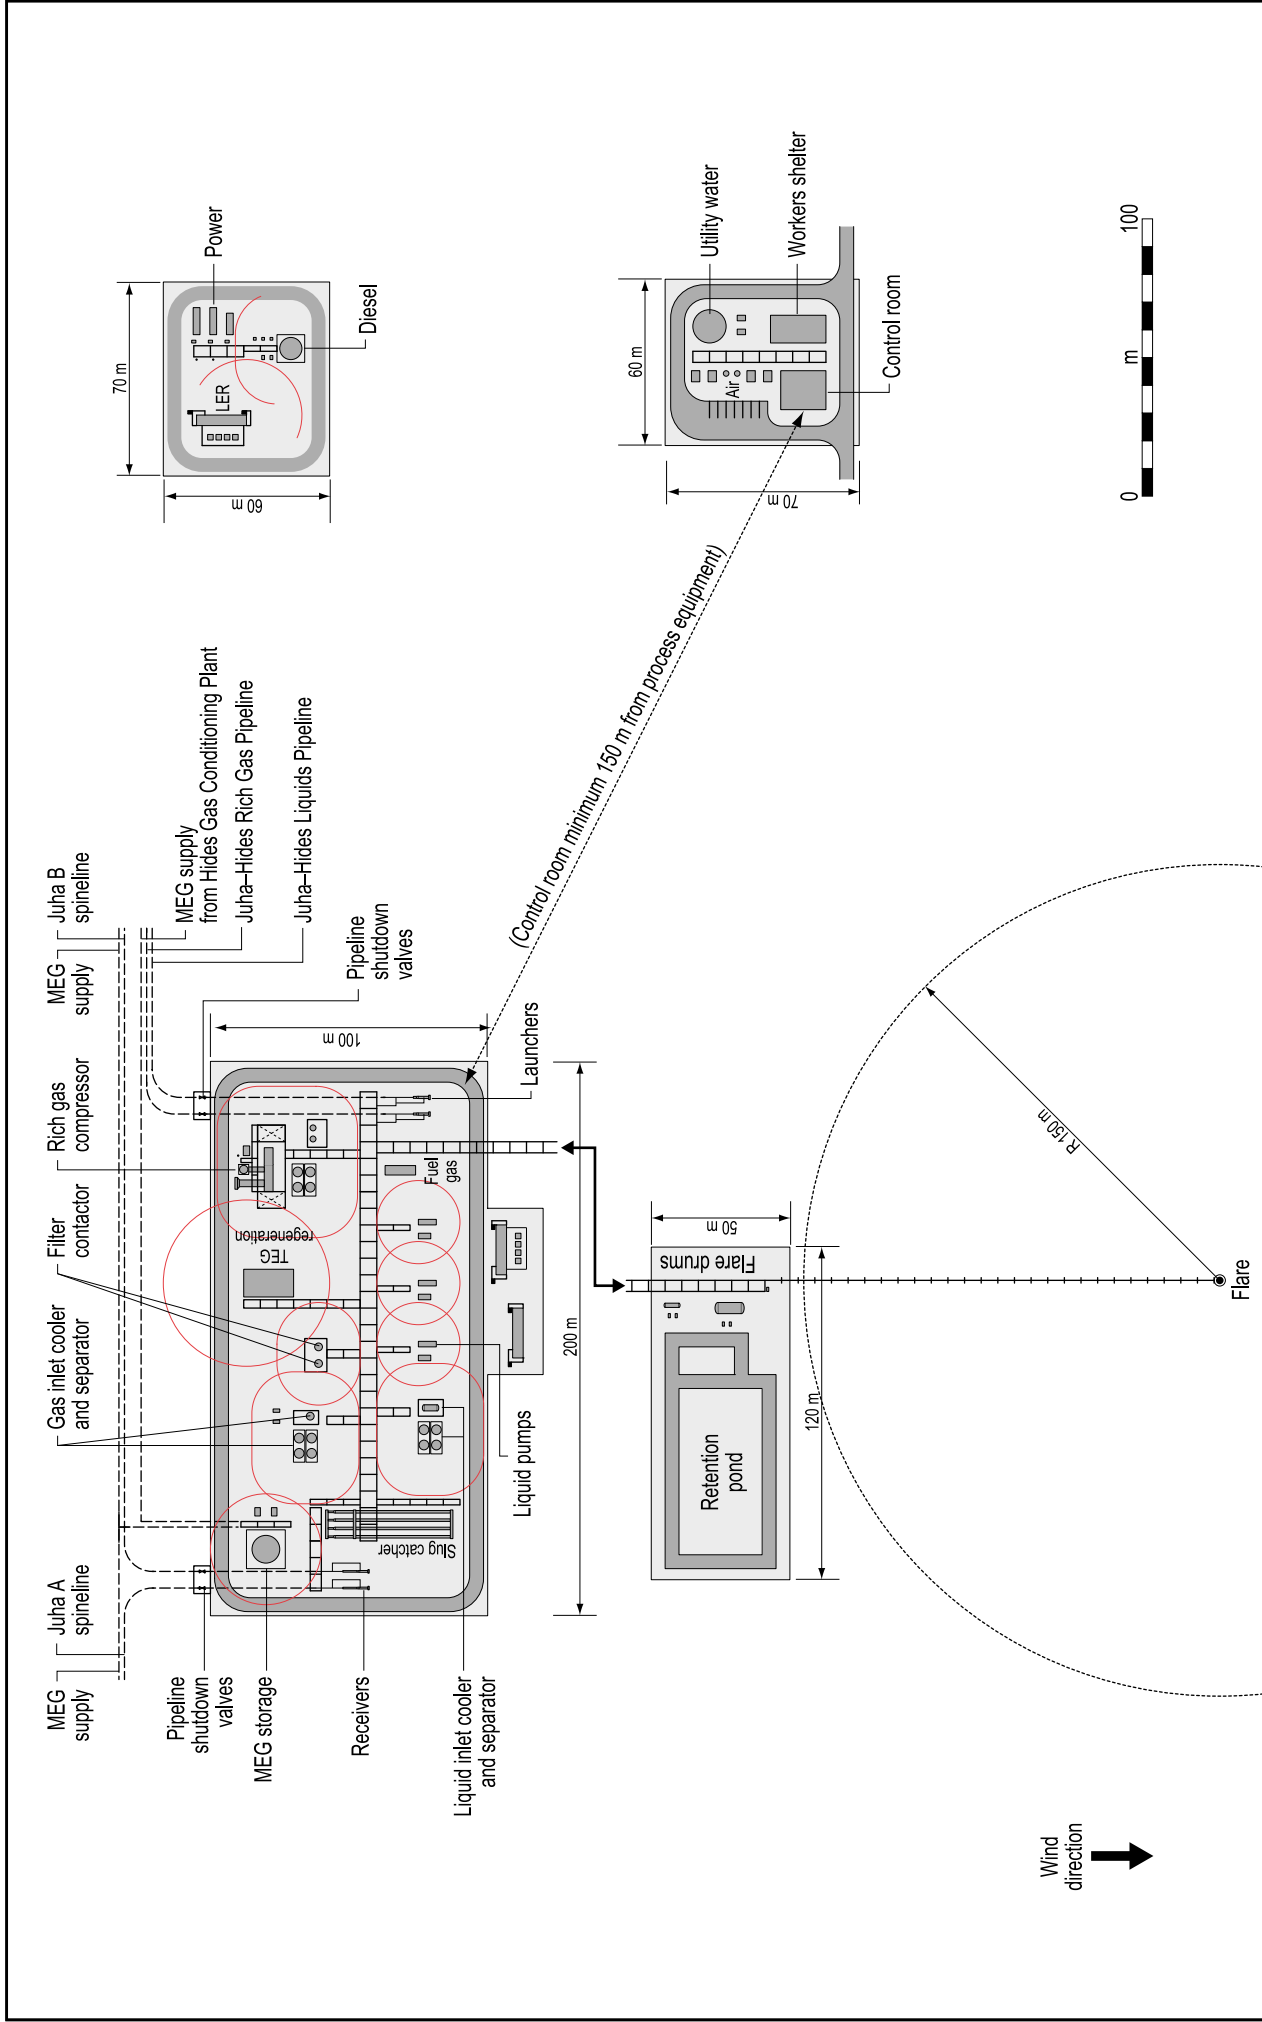 MEG
supply
Juha A
spineline
Gas inlet cooler
and separator
Filter
contactor
Rich gas
compressor
MEG
supply
Juha B
spineline
MEG supply
from Hides Gas Conditioning Plant
Juha–Hides Rich Gas Pipeline
Juha–Hides Liquids Pipeline
Pipeline
shutdown
valves
Pipeline
shutdown
valves
MEG storage
Receivers
Liquid inlet cooler
and separator
Slug catcher
TEG
regeneration
Fuel
gas
Launchers
Liquid pumps
100 m
200 m
70 m
60 m
Power
LER
Diesel
60 m
70 m
Utility water
Workers shelter
Air
Control room
(Control room minimum 150 m from process equipment)
50 m
120 m
Flare drums
Retention
pond
R 150 m
Flare
Wind
direction
0
m
100